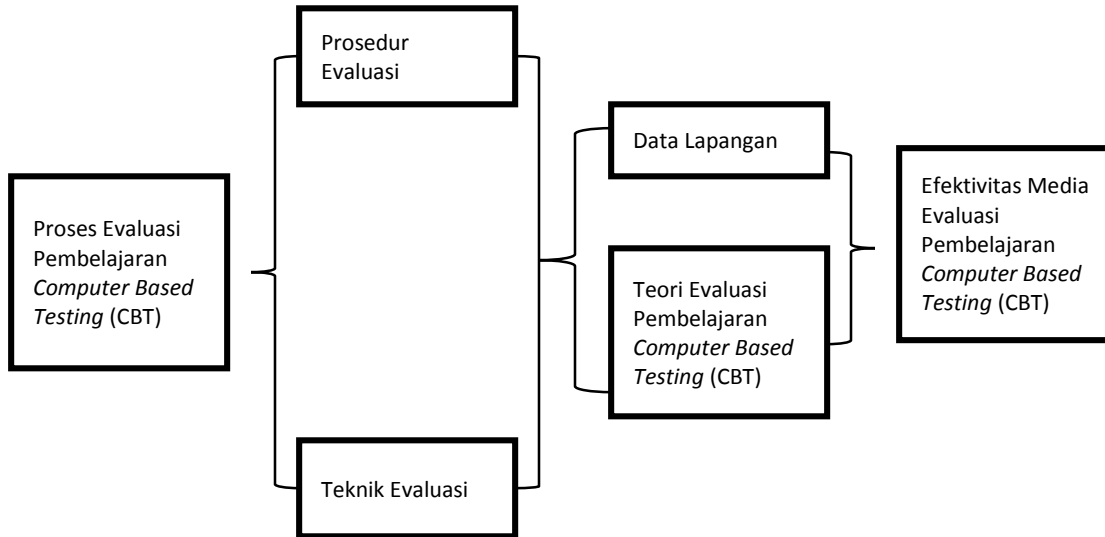 Prosedur
Evaluasi
Data Lapangan
Proses Evaluasi
Pembelajaran
Computer Based
Testing (CBT)
Efektivitas Media
Evaluasi
Pembelajaran
Computer Based
Testing (CBT)
Teori Evaluasi
Pembelajaran
Computer Based
Testing (CBT)
Teknik Evaluasi